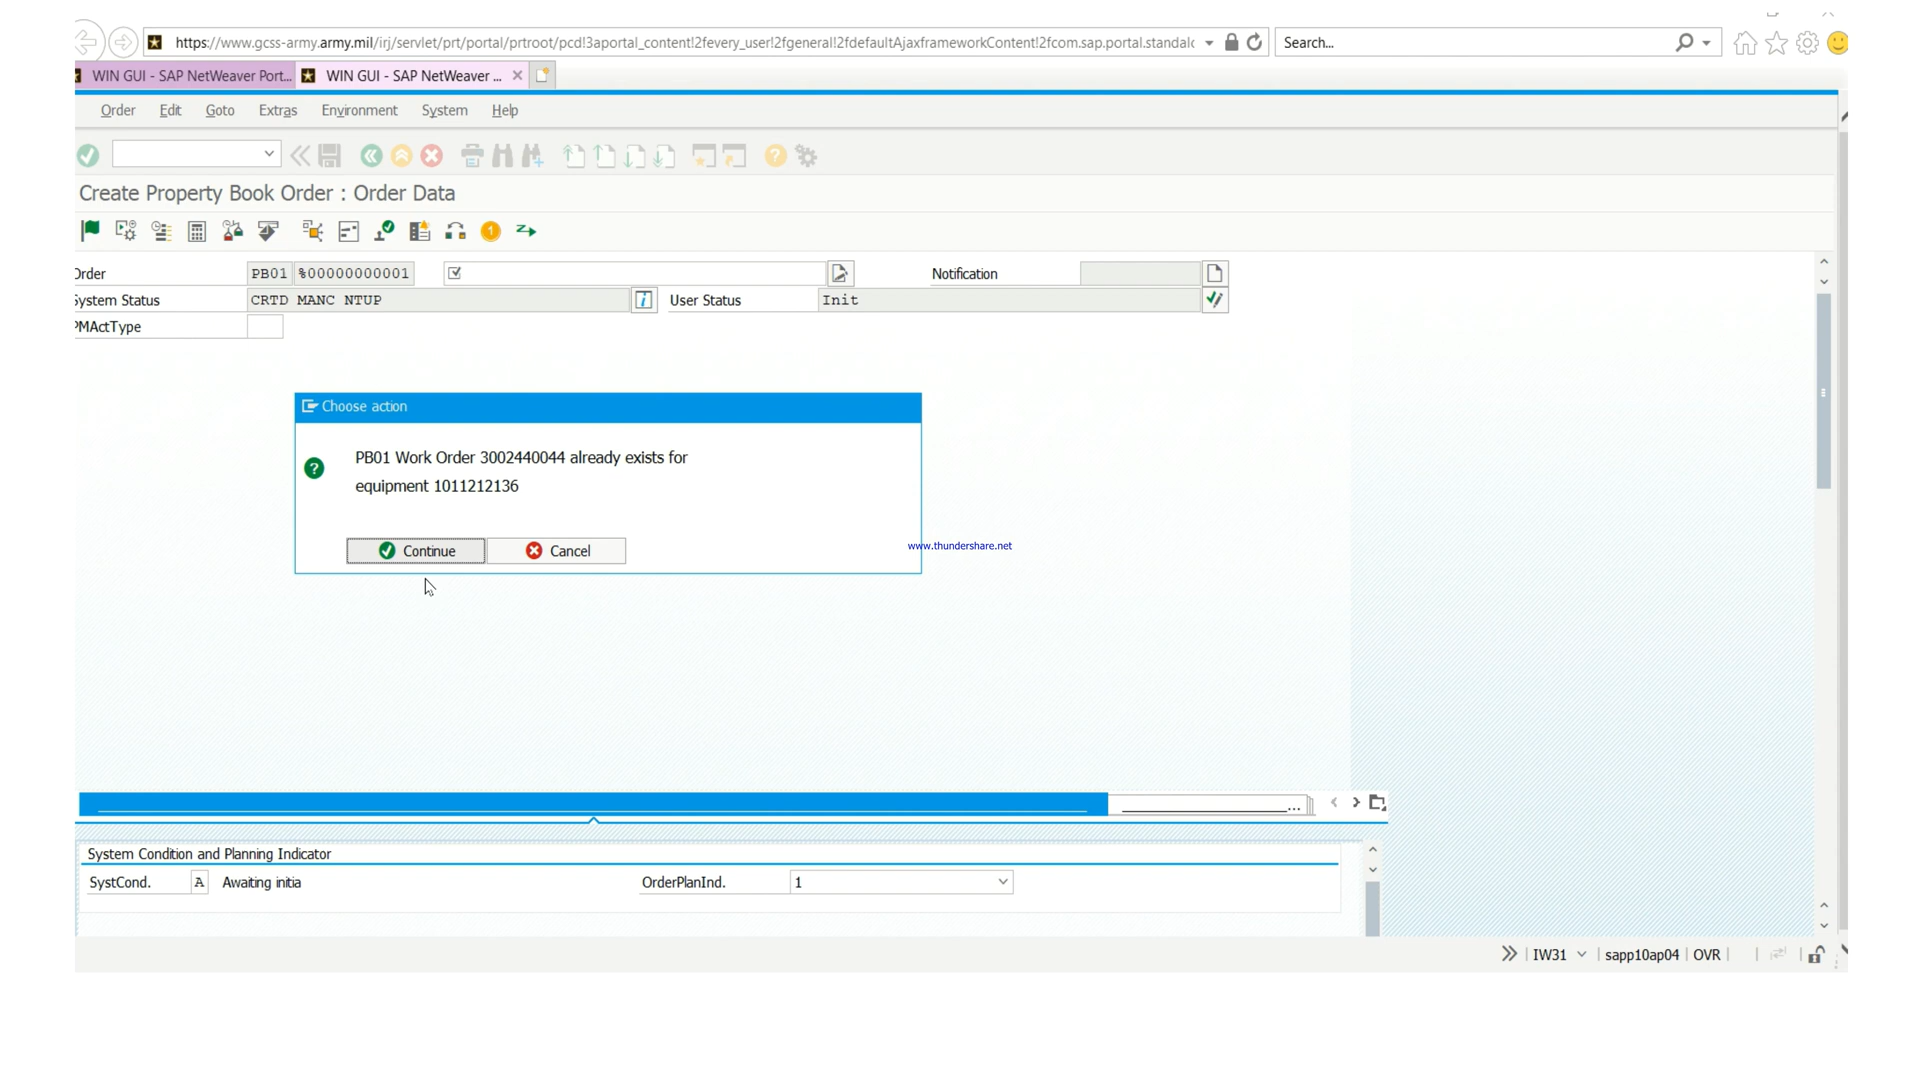 https://www.gcss-army.army.mil/irj/servlet/prt/portal/prtroot/pcd!3aportal_content!2fevery_user!2fgeneral!2fdefaultAjaxframeworkContent!2fcom.sap.portal.standalc
Search...
WIN GUI - SAP NetWeaver Port...
WIN GUI - SAP NetWeaver ...
Order Edit Goto Extras Environment System Help
Create Property Book Order : Order Data
Order PB01 %00000000001 Notification
System Status CRTD MANC NTUP User Status Init
PMActType
Choose action
PB01 Work Order 3002440044 already exists for
equipment 1011212136
Continue Cancel
www.thundershare.net
...
System Condition and Planning Indicator
SystCond. A Awaiting initia OrderPlanInd. 1
IW31 sapp10ap04 OVR